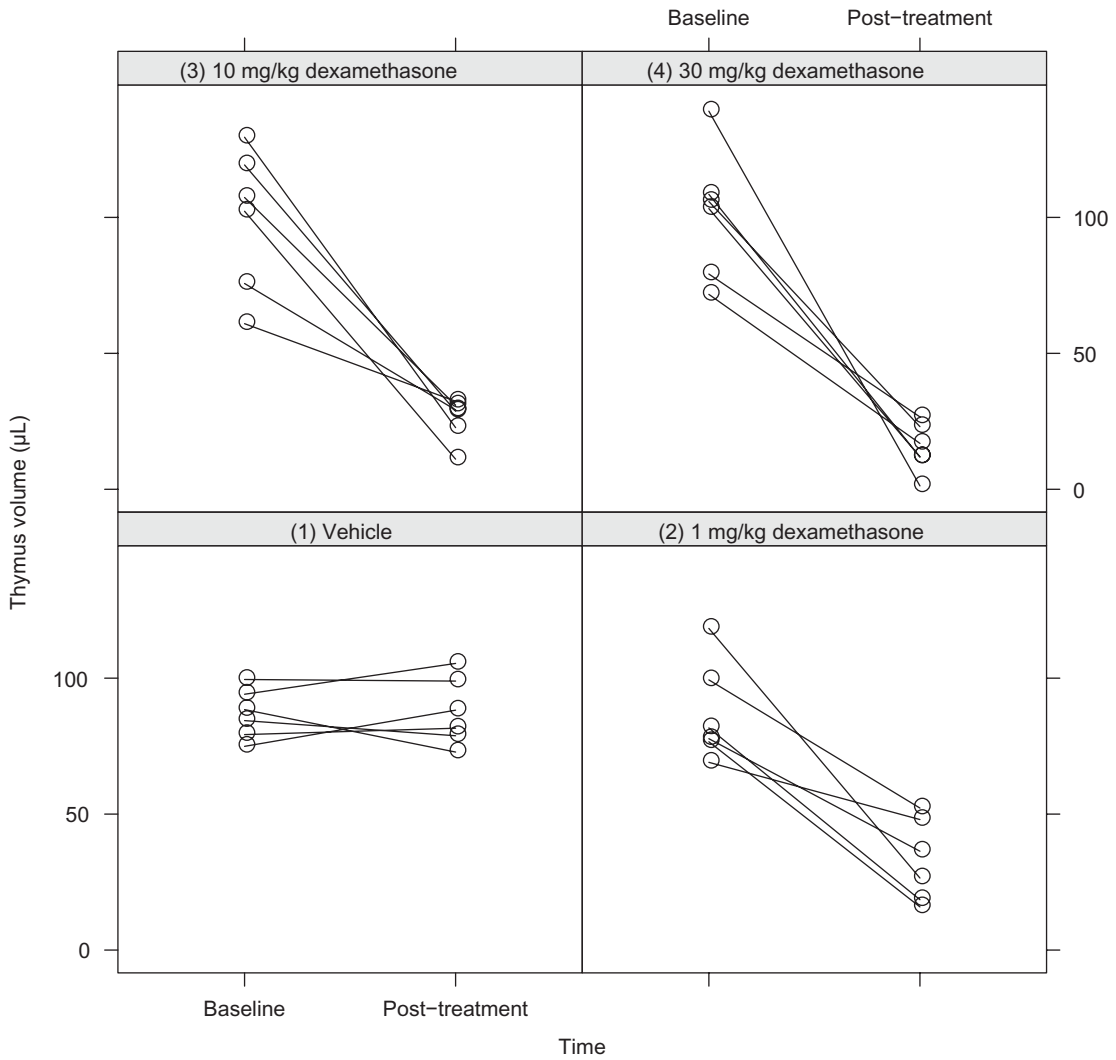 Baseline Post−treatment
(3) 10 mg/kg dexamethasone
(4) 30 mg/kg dexamethasone
100
50
0
Thymus volume (µL)
(1) Vehicle
(2) 1 mg/kg dexamethasone
100
50
0
Baseline Post−treatment
Time